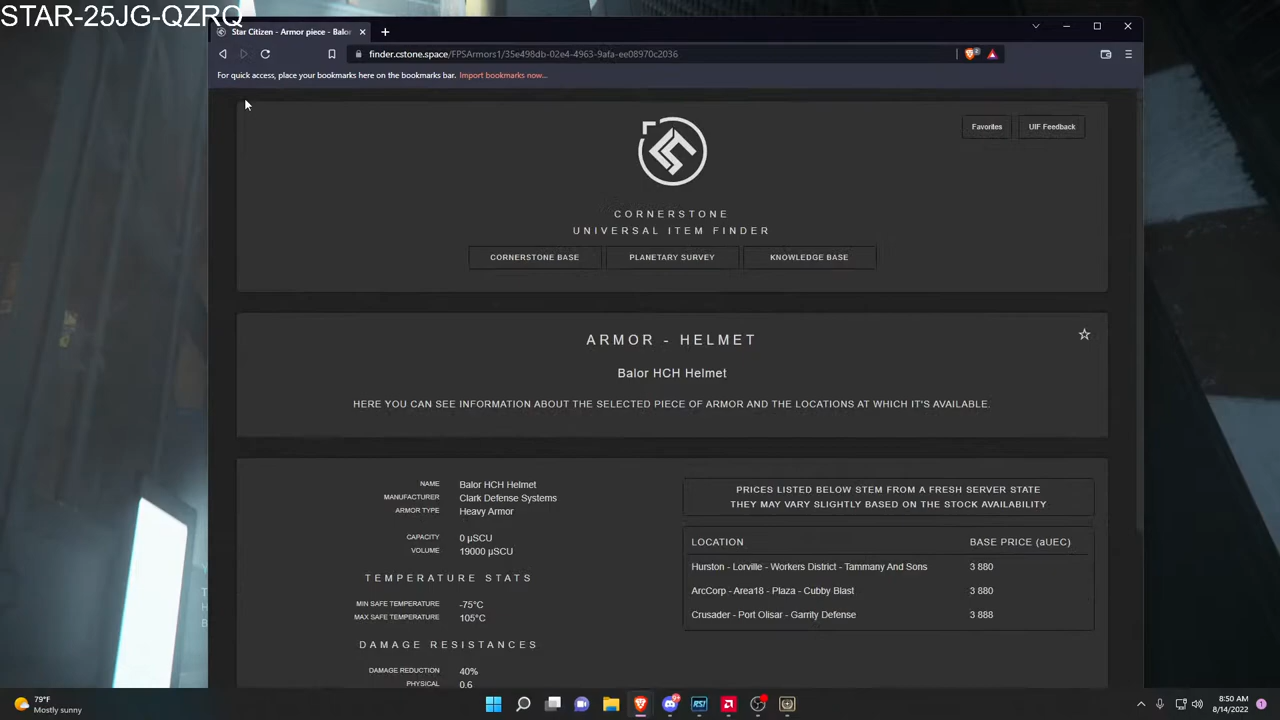 STAR-25JG-QZRQ
Star Citizen - Armor piece - Balor
finder.cstone.space/FPSArmors1/35e498db-02e4-4963-9afa-ee08970c2036
For quick access, place your bookmarks here on the bookmarks bar. Import bookmarks now...
Favorites
UIF Feedback
CORNERSTONE
UNIVERSAL ITEM FINDER
CORNERSTONE BASE
PLANETARY SURVEY
KNOWLEDGE BASE
ARMOR - HELMET
Balor HCH Helmet
HERE YOU CAN SEE INFORMATION ABOUT THE SELECTED PIECE OF ARMOR AND THE LOCATIONS AT WHICH IT'S AVAILABLE.
NAME Balor HCH Helmet
MANUFACTURER Clark Defense Systems
ARMOR TYPE Heavy Armor
CAPACITY 0 µSCU
VOLUME 19000 µSCU
TEMPERATURE STATS
MIN SAFE TEMPERATURE -75°C
MAX SAFE TEMPERATURE 105°C
DAMAGE RESISTANCES
DAMAGE REDUCTION 40%
PHYSICAL 0.6
PRICES LISTED BELOW STEM FROM A FRESH SERVER STATE
THEY MAY VARY SLIGHTLY BASED ON THE STOCK AVAILABILITY
LOCATION BASE PRICE (aUEC)
Hurston - Lorville - Workers District - Tammany And Sons 3 880
ArcCorp - Area18 - Plaza - Cubby Blast 3 880
Crusader - Port Olisar - Garrity Defense 3 888
79°F
Mostly sunny
9+
RSI
8:50 AM
8/14/2022
1